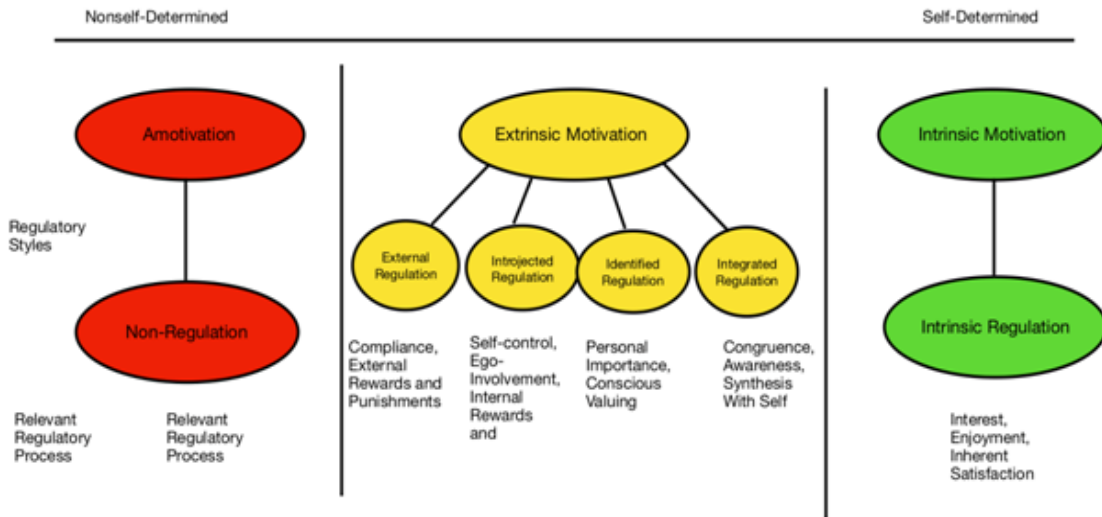 Nonself-Determined
Self-Determined
Amotivation
Extrinsic Motivation
Intrinsic Motivation
Regulatory
Styles
External
Regulation
Introjected
Regulation
Identified
Regulation
Integrated
Regulation
Non-Regulation
Intrinsic Regulation
Compliance,
External
Rewards and
Punishments
Self-control,
Ego-
Involvement,
Internal
Rewards
and
Personal
Importance,
Conscious
Valuing
Congruence,
Awareness,
Synthesis
With Self
Relevant
Regulatory
Process
Relevant
Regulatory
Process
Interest,
Enjoyment,
Inherent
Satisfaction